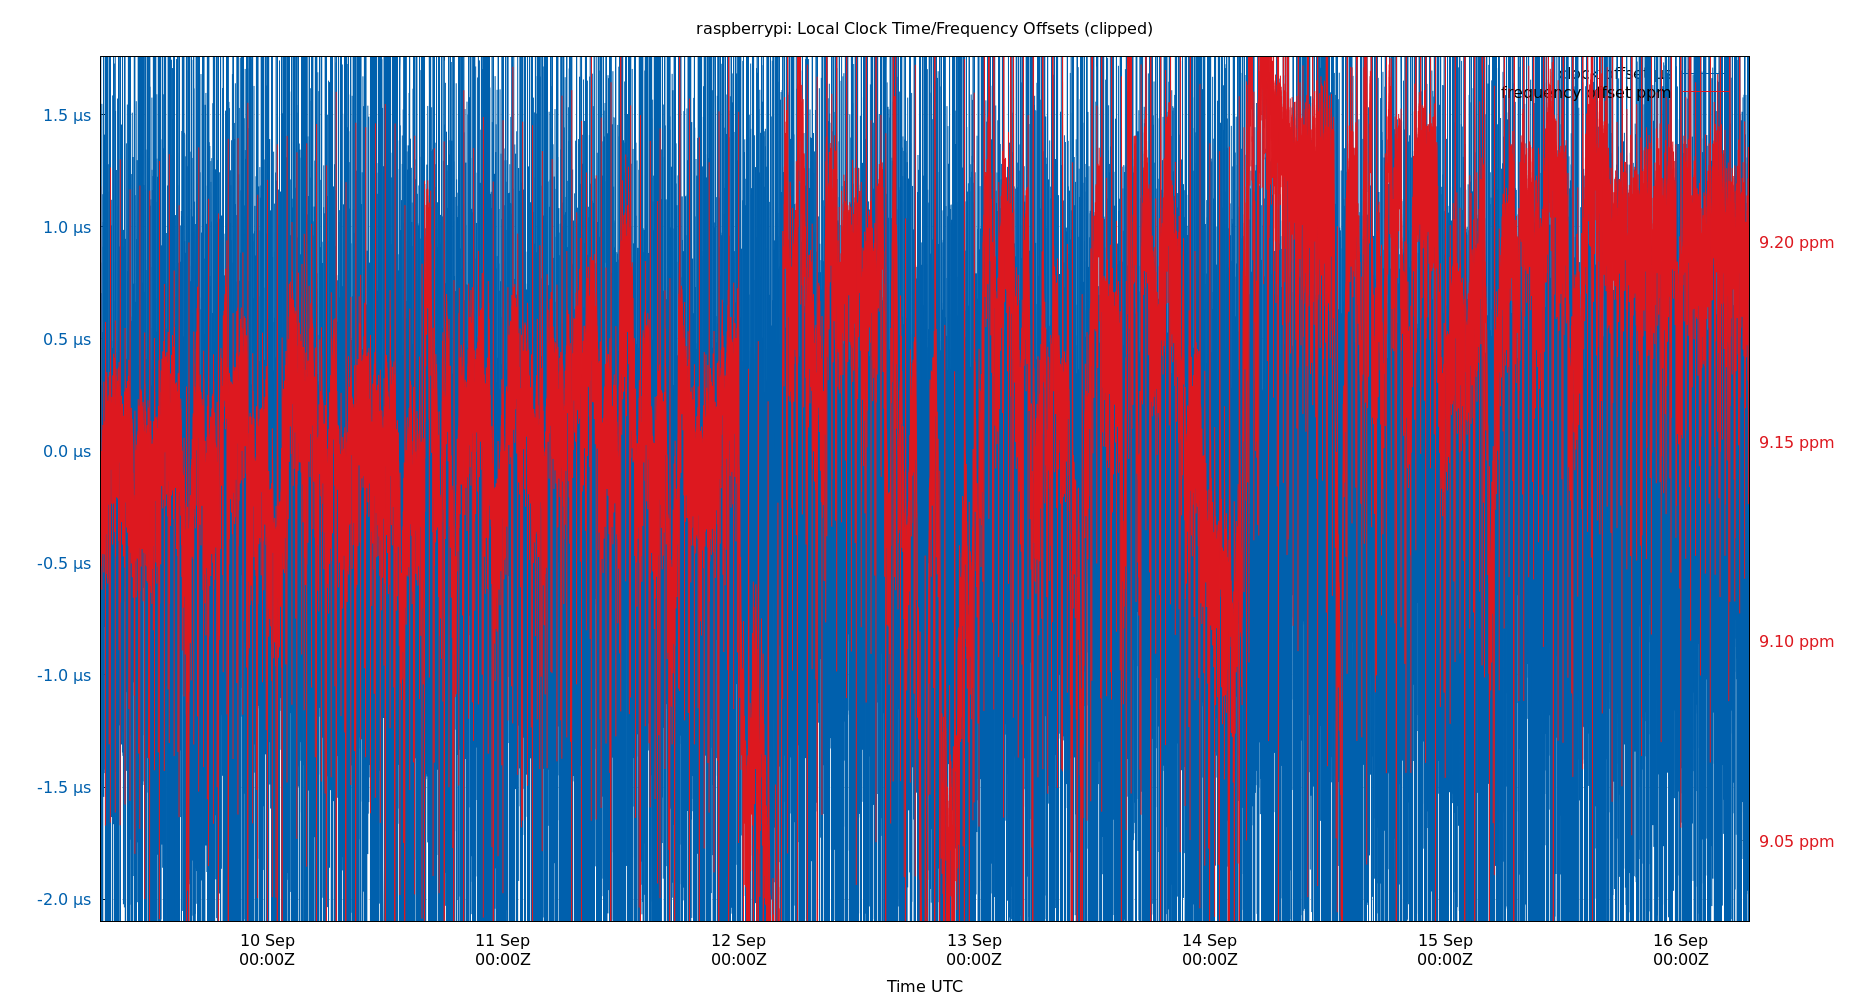 raspberrypi: Local Clock Time/Frequency Offsets (clipped)
clock offset µs
frequency offset ppm
1.5 µs
1.0 µs
0.5 µs
0.0 µs
-0.5 µs
-1.0 µs
-1.5 µs
-2.0 µs
9.20 ppm
9.15 ppm
9.10 ppm
9.05 ppm
10 Sep
00:00Z
11 Sep
00:00Z
12 Sep
00:00Z
13 Sep
00:00Z
14 Sep
00:00Z
15 Sep
00:00Z
16 Sep
00:00Z
Time UTC